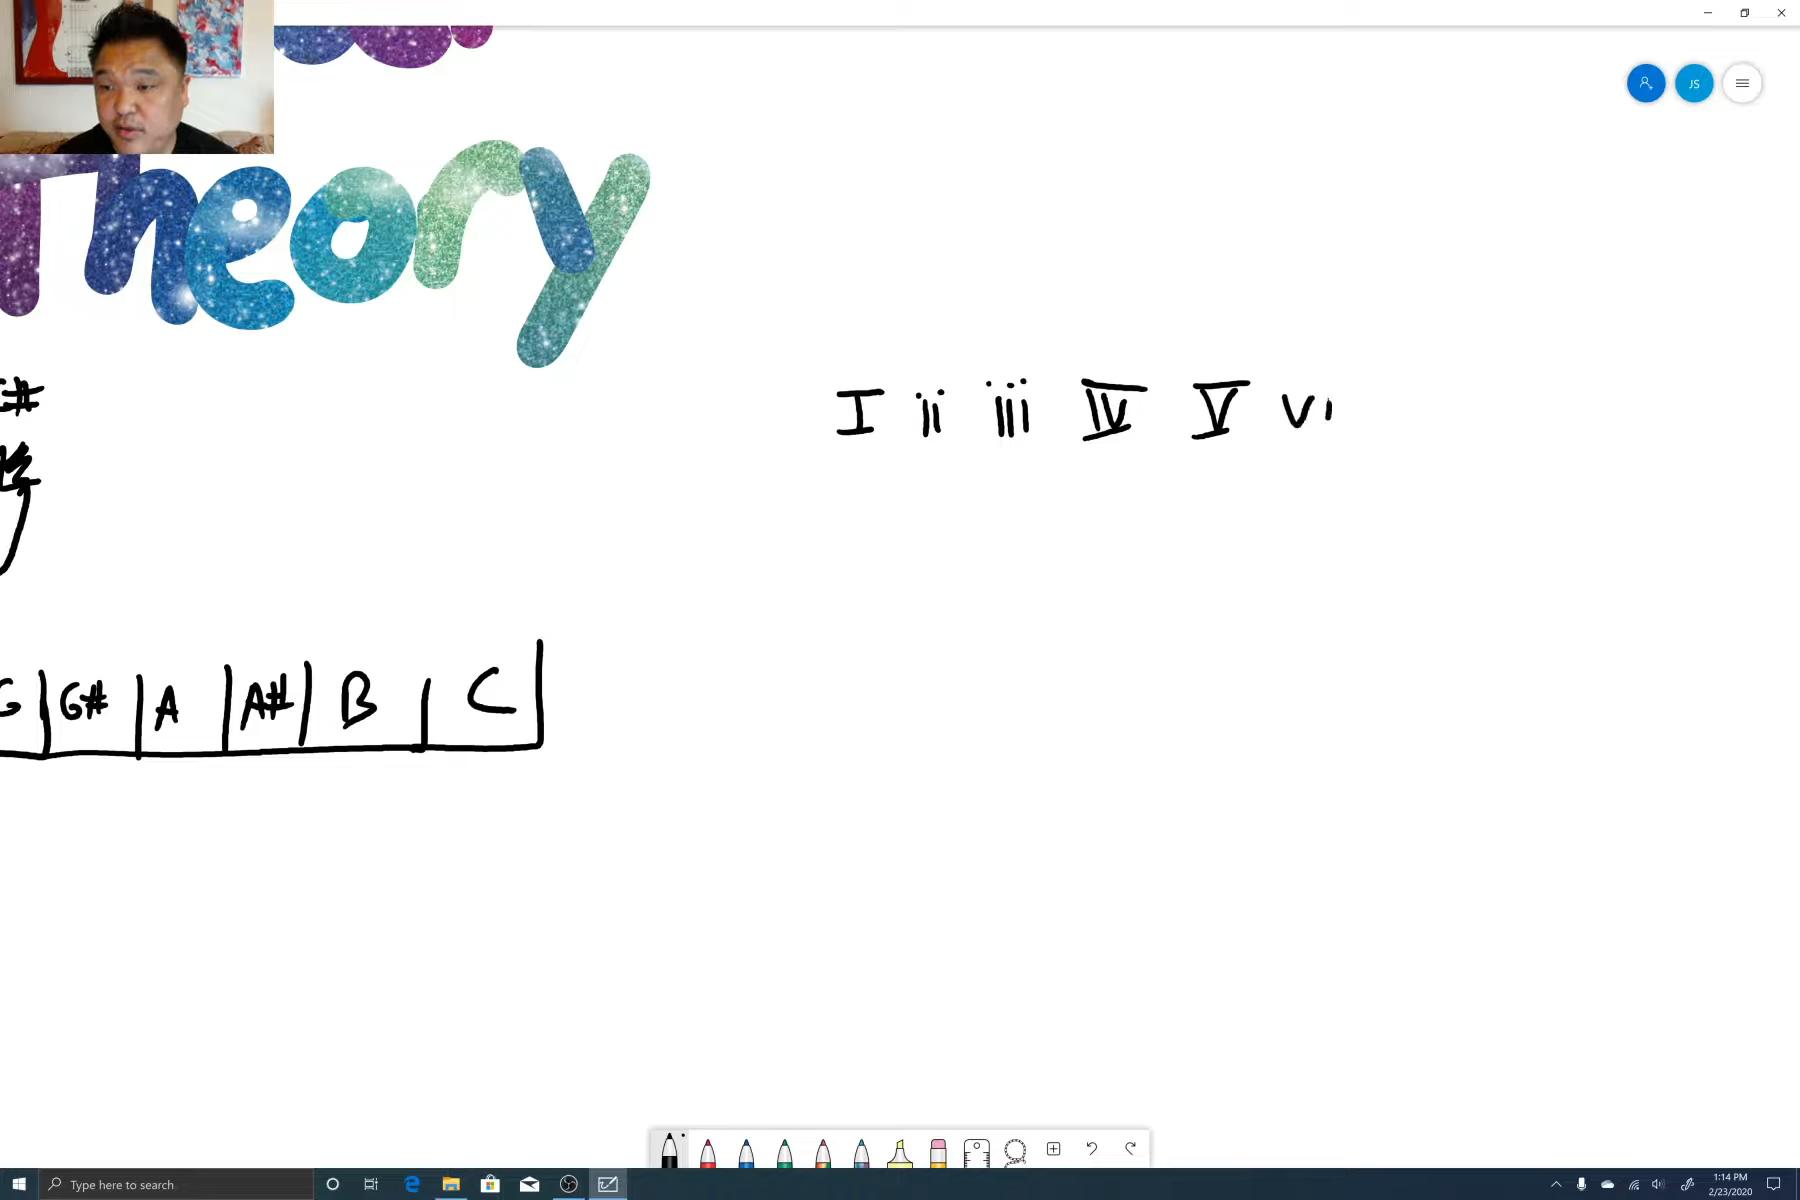 JS
Theory
#
I ii iii IV V vi
G G# A A# B C
Type here to search
1:14 PM
2/23/2020